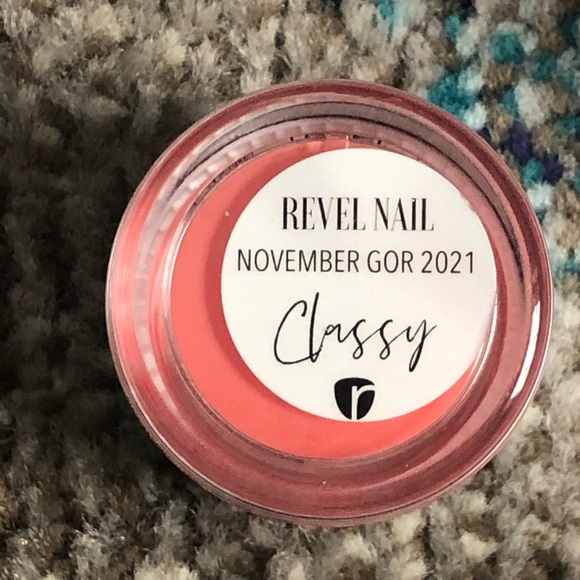 REVEL NAIL
NOVEMBER GOR 2021
Classy
r